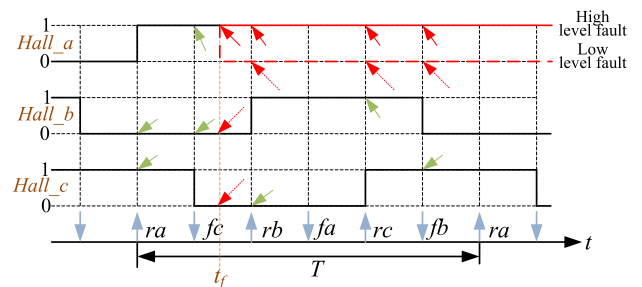 1
High
level fault
Hall_a
0
Low
level fault
1
Hall_b
0
1
Hall_c
0
ra
fc
rb
fa
rc
fb
ra
t
t_f
T